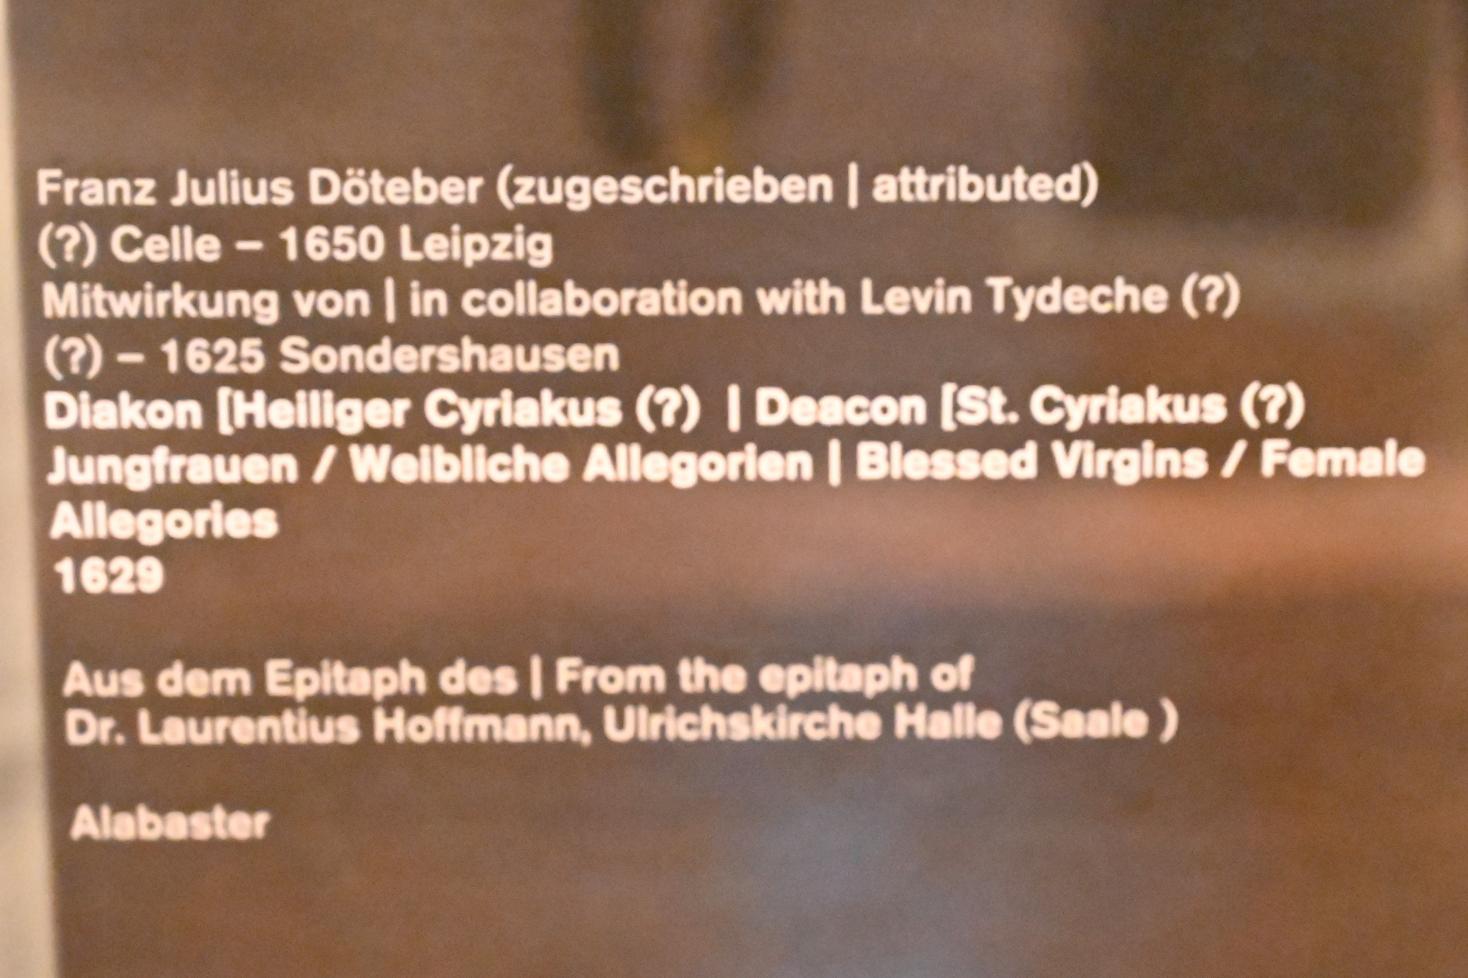 Franz Julius Döteber (zugeschrieben | attributed)
(?) Celle – 1650 Leipzig
Mitwirkung von | in collaboration with Levin Tydeche (?)
(?) – 1625 Sondershausen
Diakon [Heiliger Cyriakus (?) | Deacon [St. Cyriakus (?)
Jungfrauen / Weibliche Allegorien | Blessed Virgins / Female
Allegories
1629
Aus dem Epitaph des | From the epitaph of
Dr. Laurentius Hoffmann, Ulrichskirche Halle (Saale )
Alabaster